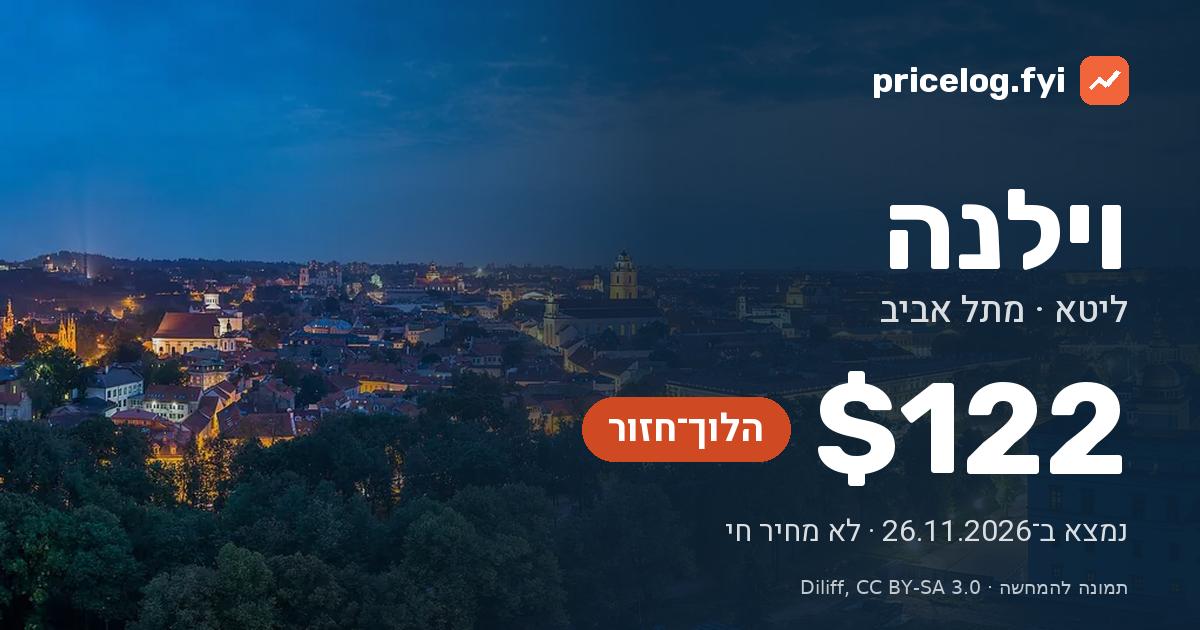 pricelog.fyi
וילנה
ליטא · מתל אביב
$122 הלוך־חזור
נמצא ב־26.11.2026 · לא מחיר חי
תמונה להמחשה · Diliff, CC BY-SA 3.0